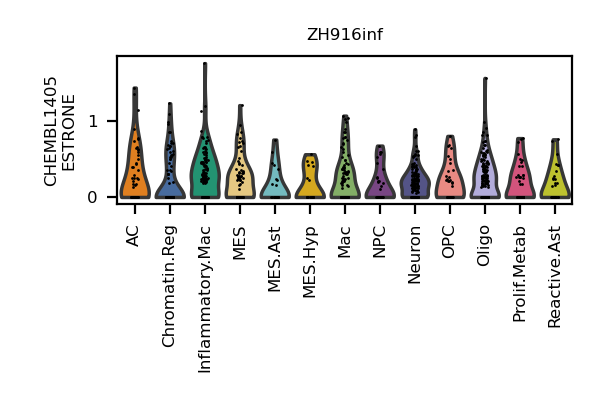 ZH916inf
CHEMBL1405
ESTRONE
1
0
AC
Chromatin.Reg
Inflammatory.Mac
MES
MES.Ast
MES.Hyp
Mac
NPC
Neuron
OPC
Oligo
Prolif.Metab
Reactive.Ast